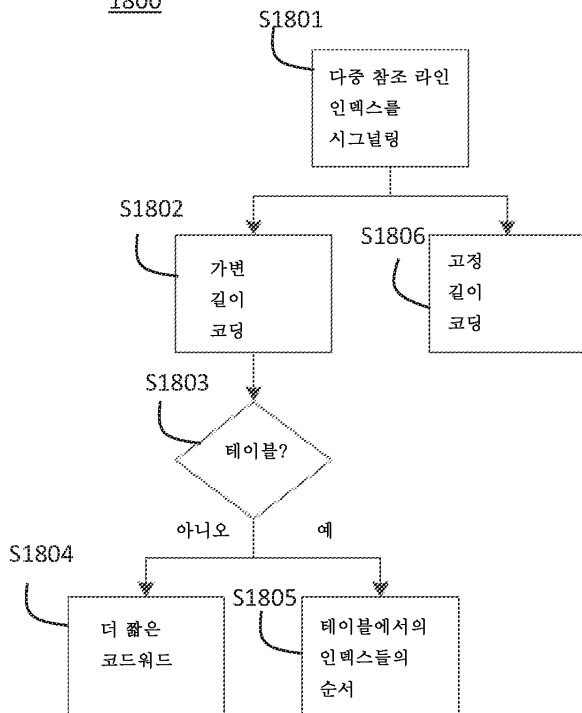 1800
S1801
다중 참조 라인
인덱스를
시그널링
S1802
가변
길이
코딩
S1806
고정
길이
코딩
S1803
테이블?
아니오
예
S1804
더 짧은
코드워드
S1805
테이블에서의
인덱스들의
순서